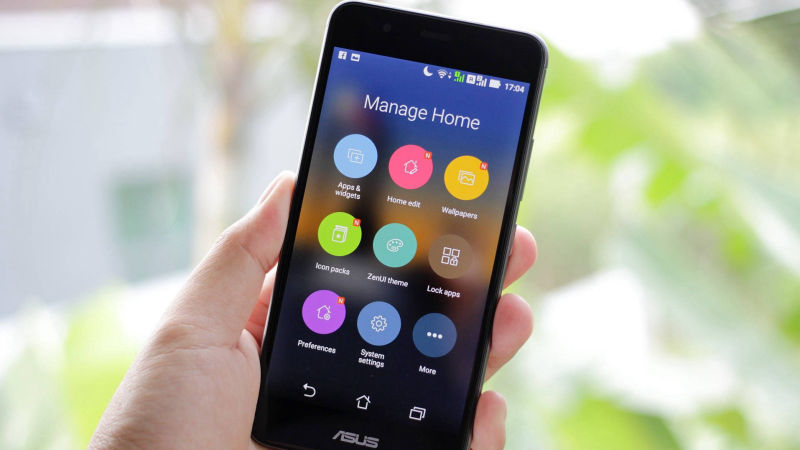 17:04
Manage Home
N
N
Apps &
widgets
Home edit
Wallpapers
N
Icon packs
ZenUI theme
Lock apps
N
Preferences
System
settings
More
ASUS